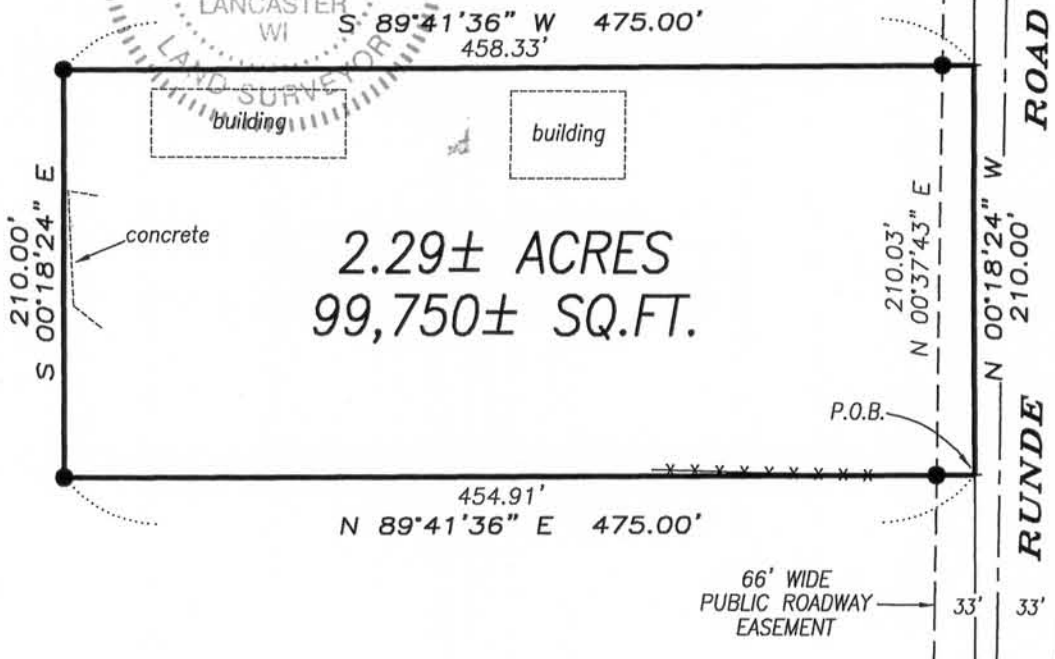 LANCASTER
WI
LAND SURVEYOR
S 89°41'36" W 475.00'
458.33'
ROAD
building
building
210.00'
S 00°18'24" E
concrete
2.29± ACRES
99,750± SQ.FT.
210.03'
N 00°37'43" E
N 00°18'24" W
210.00'
P.O.B.
x x x x x x x x x
454.91'
N 89°41'36" E 475.00'
RUNDE
66' WIDE
PUBLIC ROADWAY
EASEMENT
33' 33'